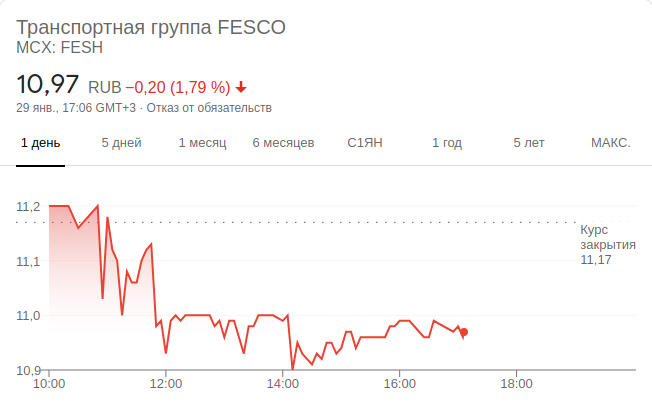 Транспортная группа FESCO
MCX: FESH
10,97 RUB −0,20 (1,79 %) ↓
29 янв., 17:06 GMT+3 · Отказ от обязательств
1 день 5 дней 1 месяц 6 месяцев С1ЯН 1 год 5 лет МАКС.
11,2
Курс
закрытия
11,17
11,1
11,0
10,9
10:00 12:00 14:00 16:00 18:00